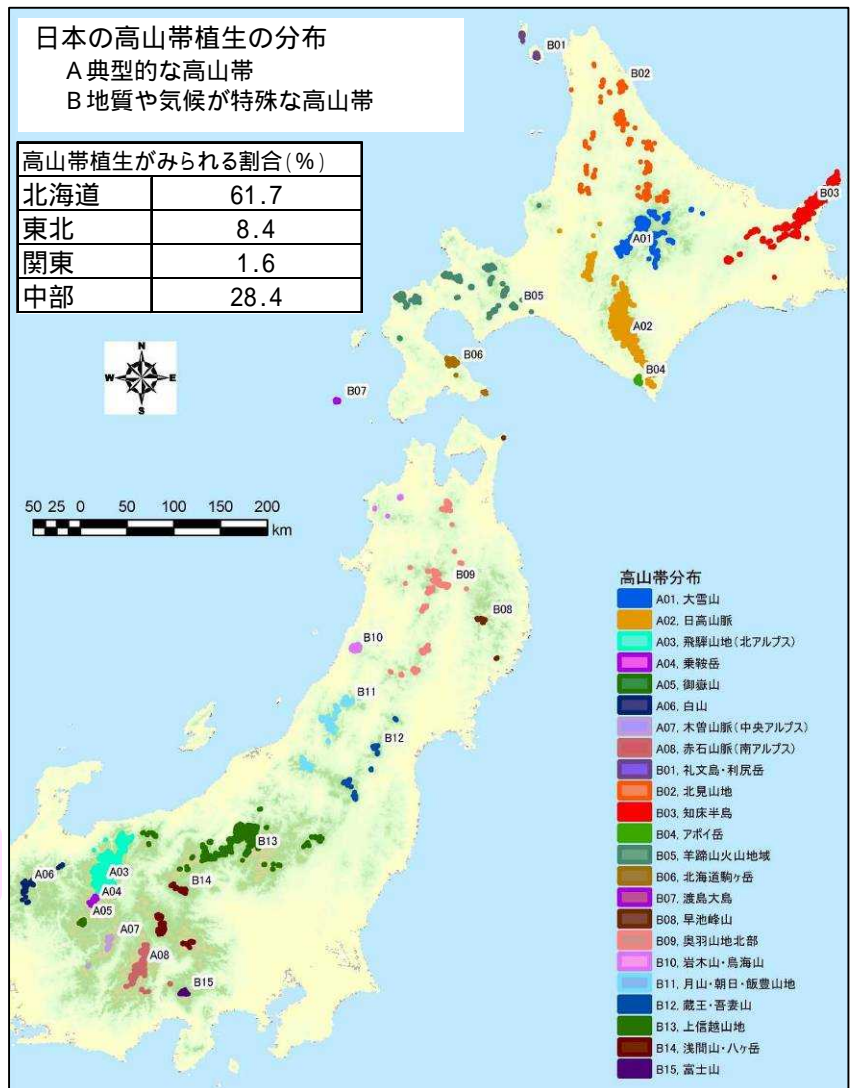 日本の高山帯植生の分布
A 典型的な高山帯
B 地質や気候が特殊な高山帯
高山帯植生がみられる割合(%)
北海道 61.7
東北 8.4
関東 1.6
中部 28.4
N
W E
S
50 25 0 50 100 150 200
km
B01
B02
B03
A01
B05
A02
B06
B04
B07
B09
B08
B10
B11
B12
B13
A06
A03
B14
A04
A05
A07
A08
B15
高山帯分布
A01, 大雪山
A02, 日高山脈
A03, 飛騨山地(北アルプス)
A04, 乗鞍岳
A05, 御嶽山
A06, 白山
A07, 木曽山脈(中央アルプス)
A08, 赤石山脈(南アルプス)
B01, 礼文島・利尻岳
B02, 北見山地
B03, 知床半島
B04, アポイ岳
B05, 羊蹄山火山地域
B06, 北海道駒ヶ岳
B07, 渡島大島
B08, 早池峰山
B09, 奥羽山地北部
B10, 岩木山・鳥海山
B11, 月山・朝日・飯豊山地
B12, 蔵王・吾妻山
B13, 上信越山地
B14, 浅間山・八ヶ岳
B15, 富士山